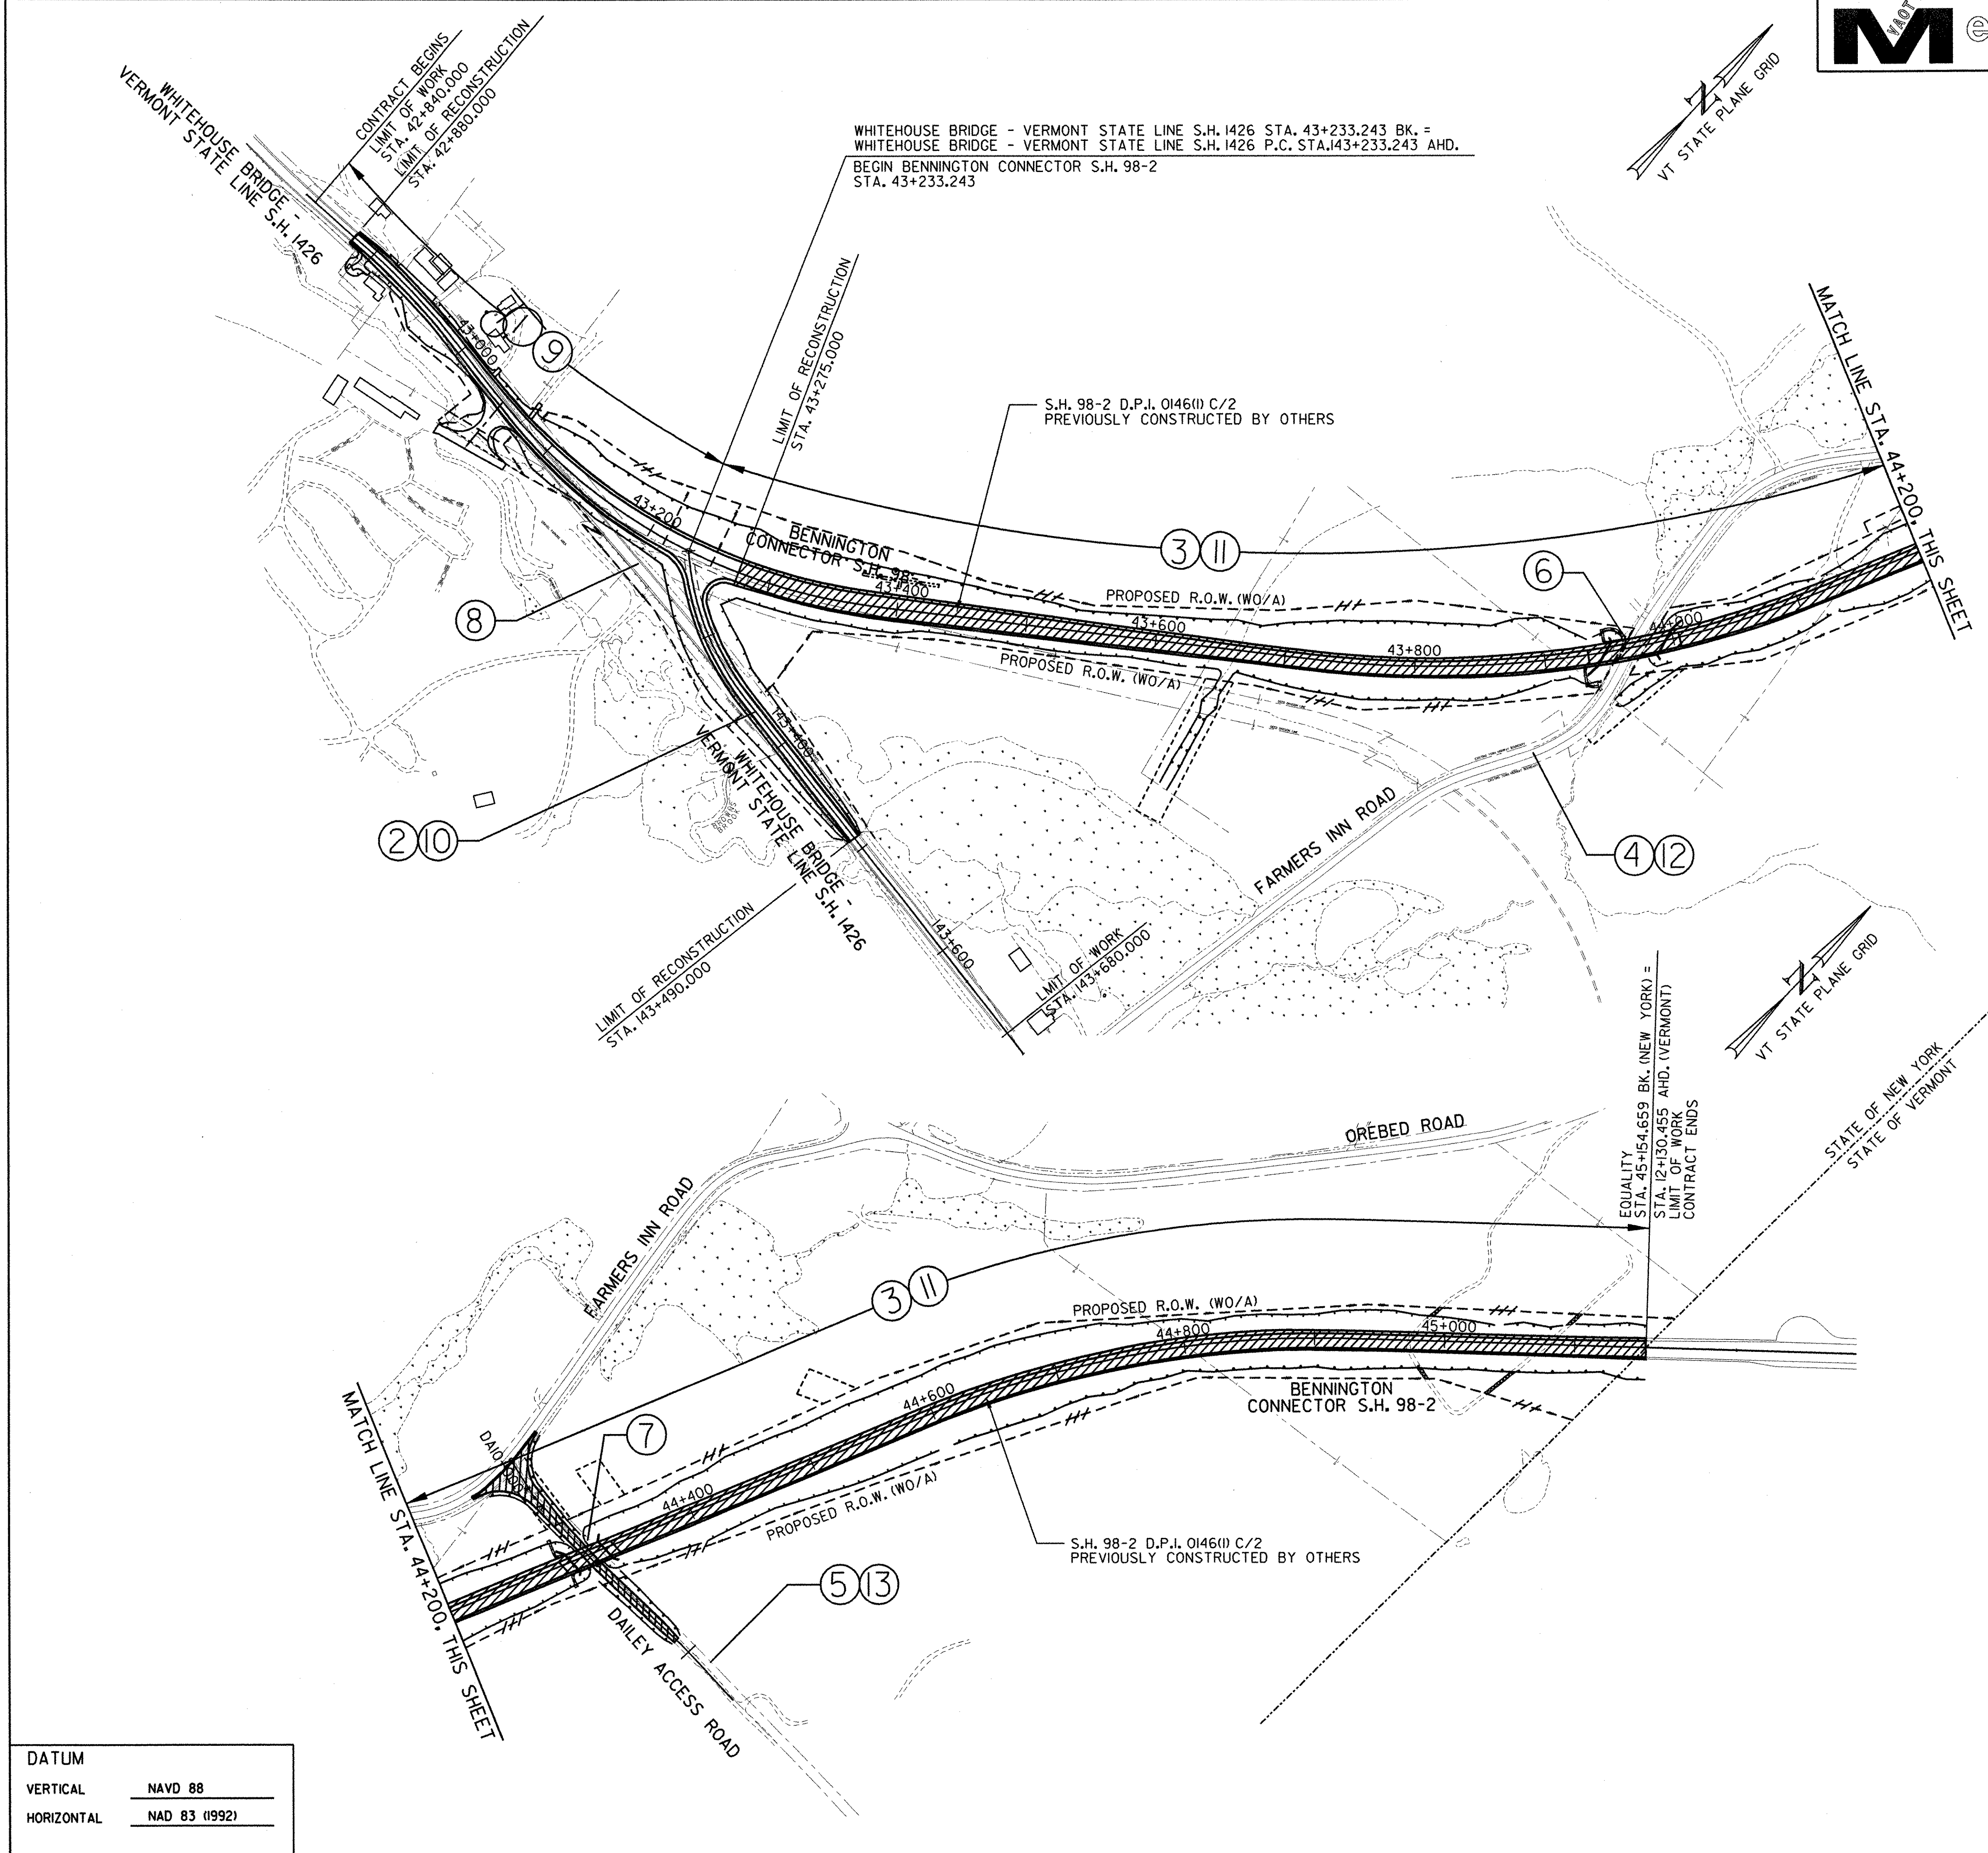 VAOT
M
CONTRACT BEGINS
LIMIT OF WORK
STA. 42+840.000
LIMIT OF RECONSTRUCTION
STA. 42+880.000
WHITEHOUSE BRIDGE -
VERMONT STATE LINE S.H. 1426
WHITEHOUSE BRIDGE - VERMONT STATE LINE S.H. 1426 STA. 43+233.243 BK. =
WHITEHOUSE BRIDGE - VERMONT STATE LINE S.H. 1426 P.C. STA.143+233.243 AHD.
BEGIN BENNINGTON CONNECTOR S.H. 98-2
STA. 43+233.243
N
VT STATE PLANE GRID
LIMIT OF RECONSTRUCTION
STA. 43+275.000
MATCH LINE STA. 44+200, THIS SHEET
43+000
1 9
S.H. 98-2 D.P.I. 0146(1) C/2
PREVIOUSLY CONSTRUCTED BY OTHERS
43+200
BENNINGTON
CONNECTOR S.H. 98-2
43+400
3 11
6
8
PROPOSED R.O.W. (WO/A)
43+600
43+800
44+000
PROPOSED R.O.W. (WO/A)
143+400
WHITEHOUSE BRIDGE -
VERMONT STATE LINE S.H. 1426
BROWNS
BROOK
2 10
FARMERS INN ROAD
4 12
LIMIT OF RECONSTRUCTION
STA. 143+490.000
143+600
LMIT OF WORK
STA. 143+680.000
N
VT STATE PLANE GRID
EQUALITY
STA. 45+154.659 BK. (NEW YORK) =
STA. 12+130.455 AHD. (VERMONT)
LIMIT OF WORK
CONTRACT ENDS
STATE OF NEW YORK
STATE OF VERMONT
OREBED ROAD
FARMERS INN ROAD
3 11
PROPOSED R.O.W. (WO/A)
44+800
45+000
BENNINGTON
CONNECTOR S.H. 98-2
44+600
7
44+400
PROPOSED R.O.W. (WO/A)
S.H. 98-2 D.P.I. 0146(1) C/2
PREVIOUSLY CONSTRUCTED BY OTHERS
MATCH LINE STA. 44+200, THIS SHEET
5 13
DAILEY ACCESS ROAD
DATUM
VERTICAL NAVD 88
HORIZONTAL NAD 83 (1992)